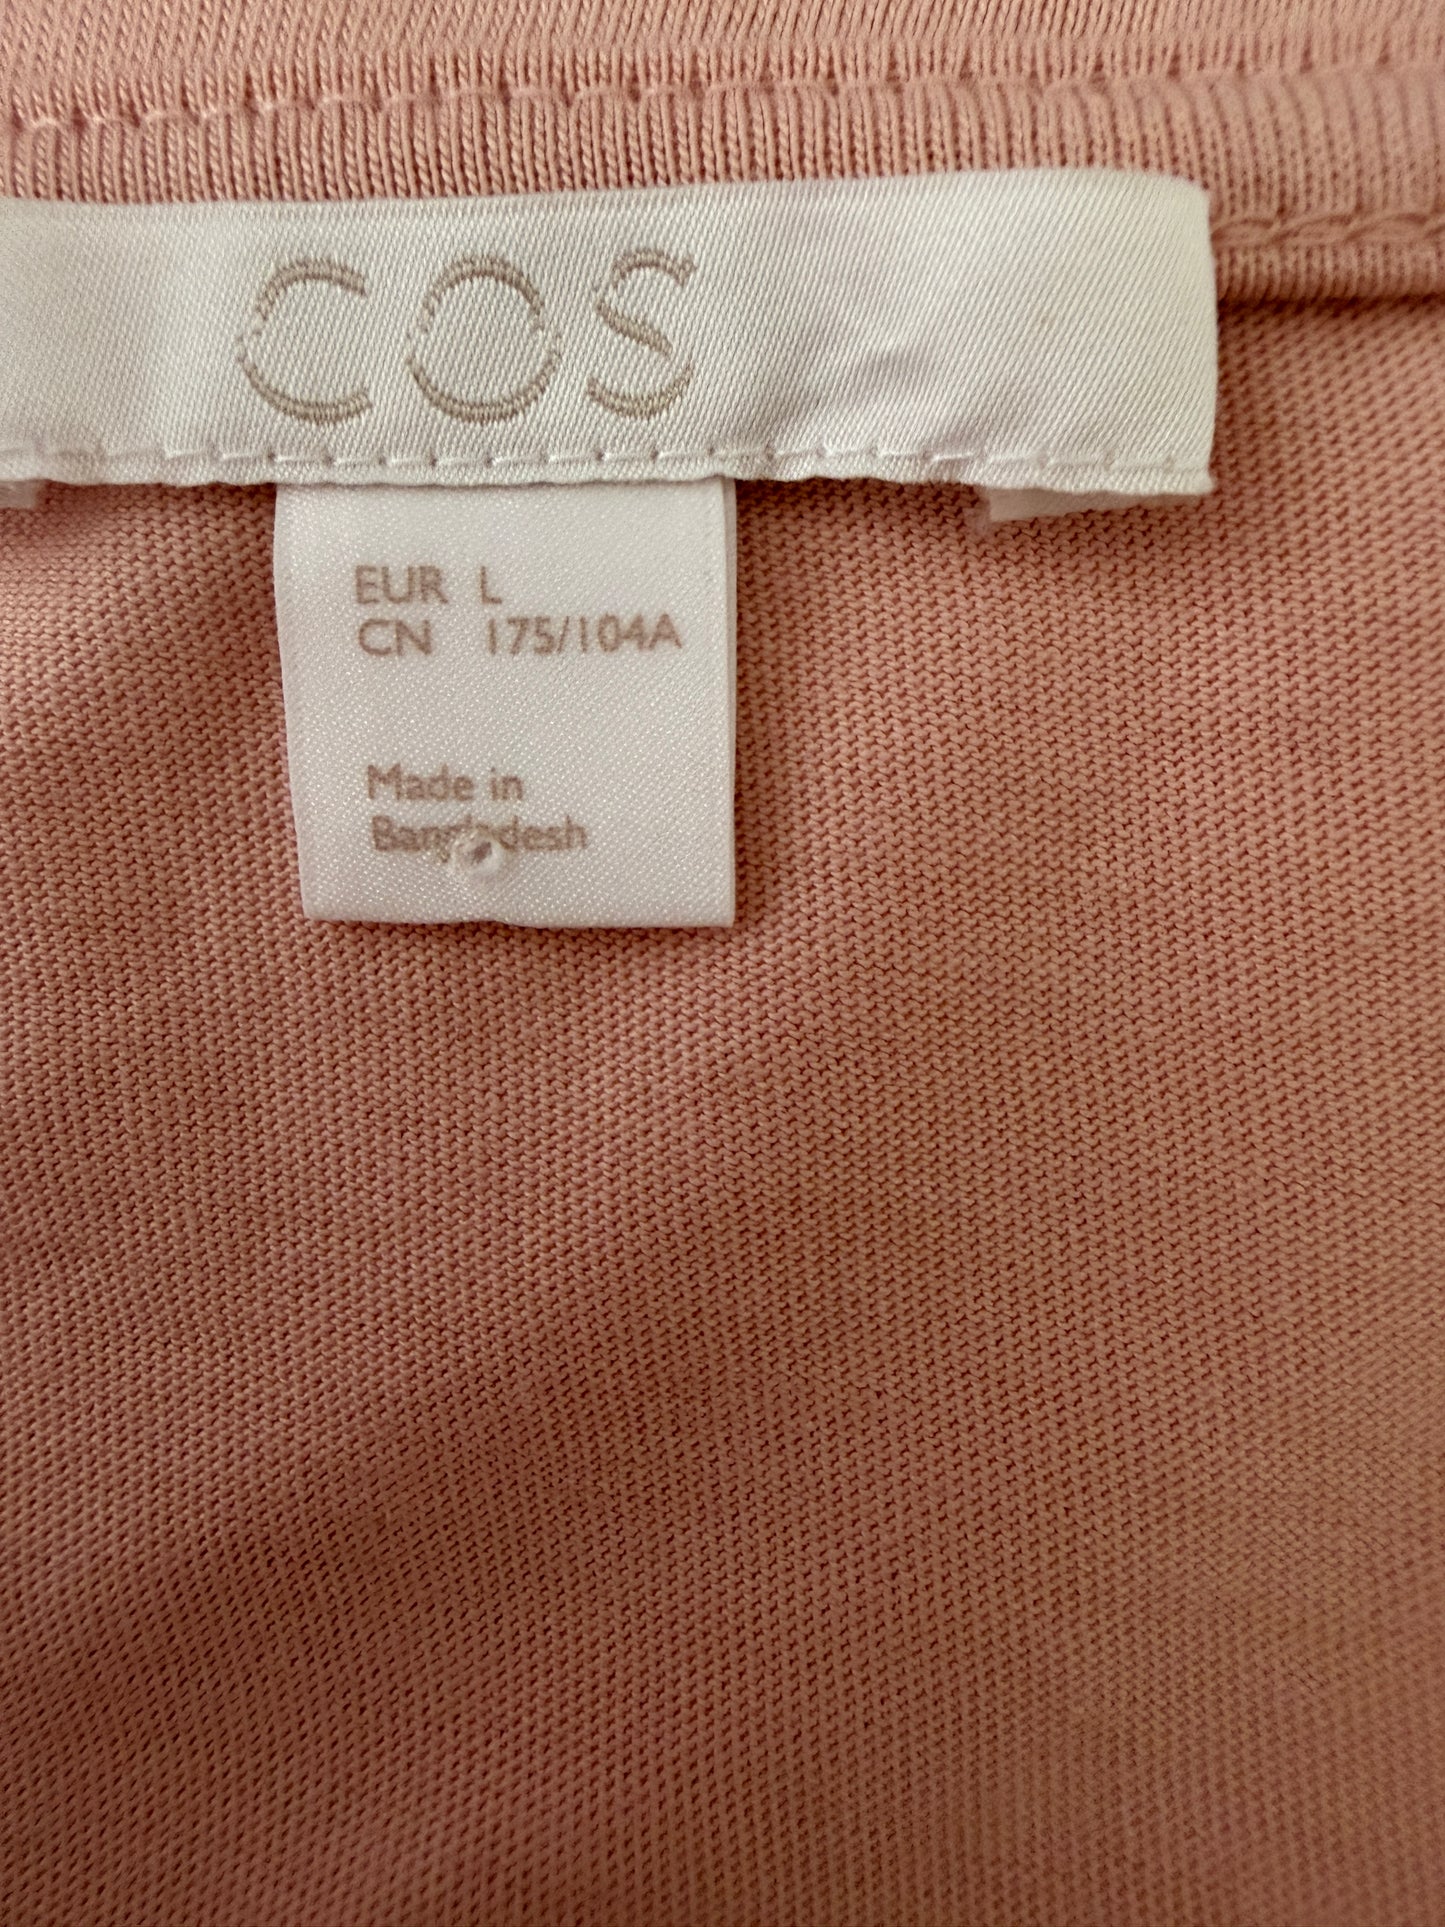 COS
EUR L
CN 175/104A
Made in
Bangladesh